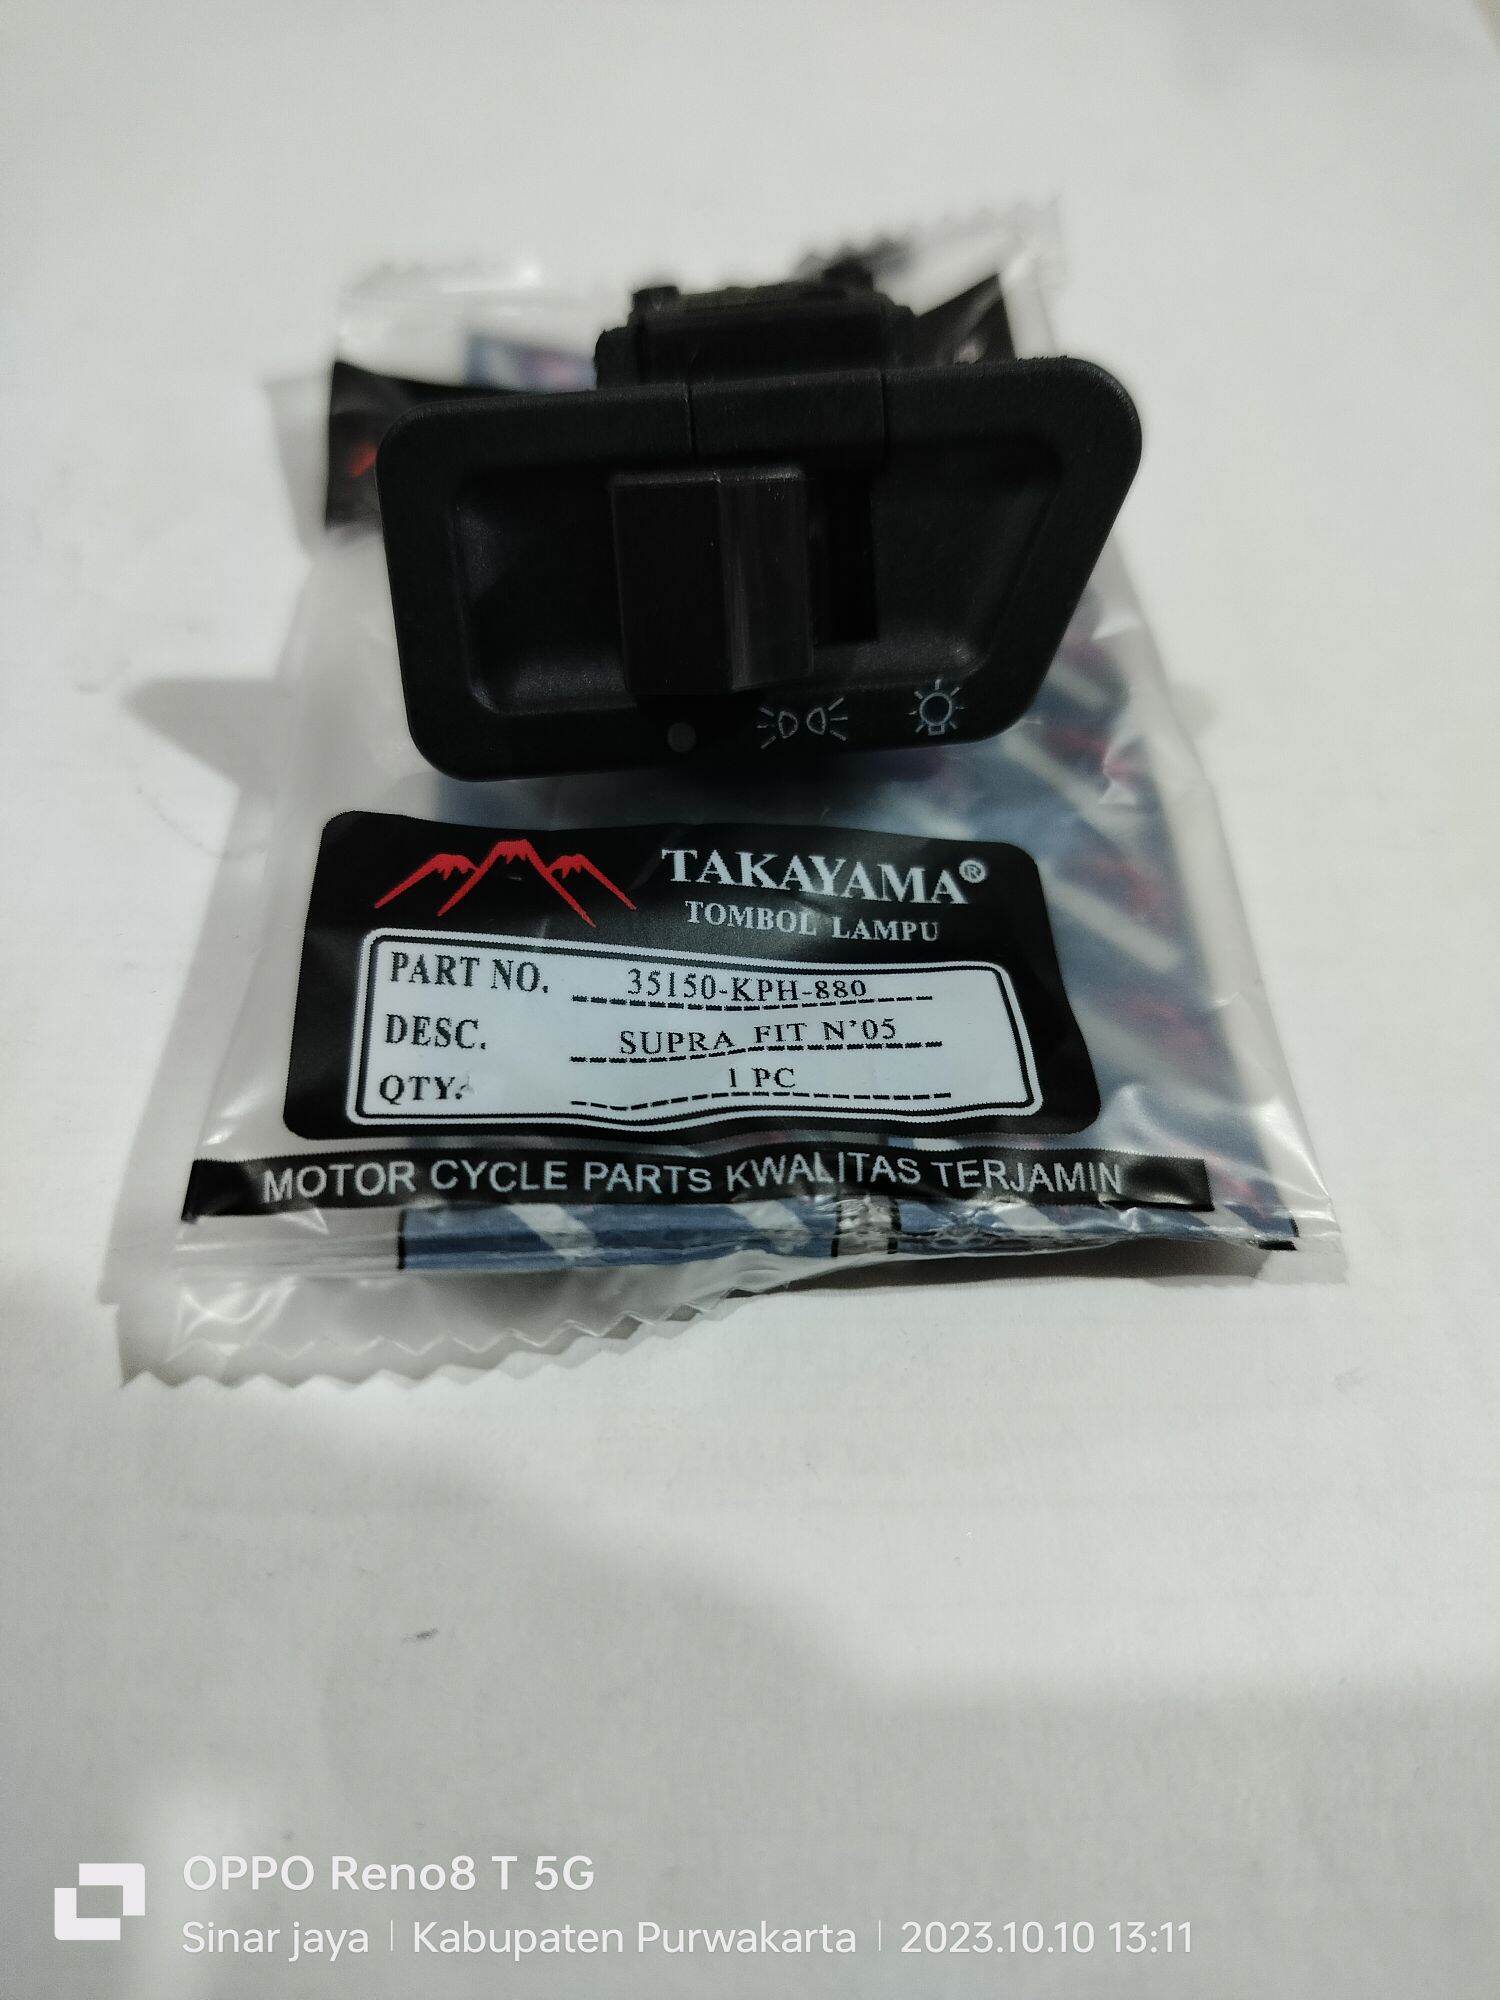 TAKAYAMA®
TOMBOL LAMPU
PART NO. 35150-KPH-880
DESC. SUPRA FIT N'05
QTY: 1 PC
MOTOR CYCLE PARTS KWALITAS TERJAMIN
OPPO Reno8 T 5G
Sinar jaya | Kabupaten Purwakarta | 2023.10.10 13:11